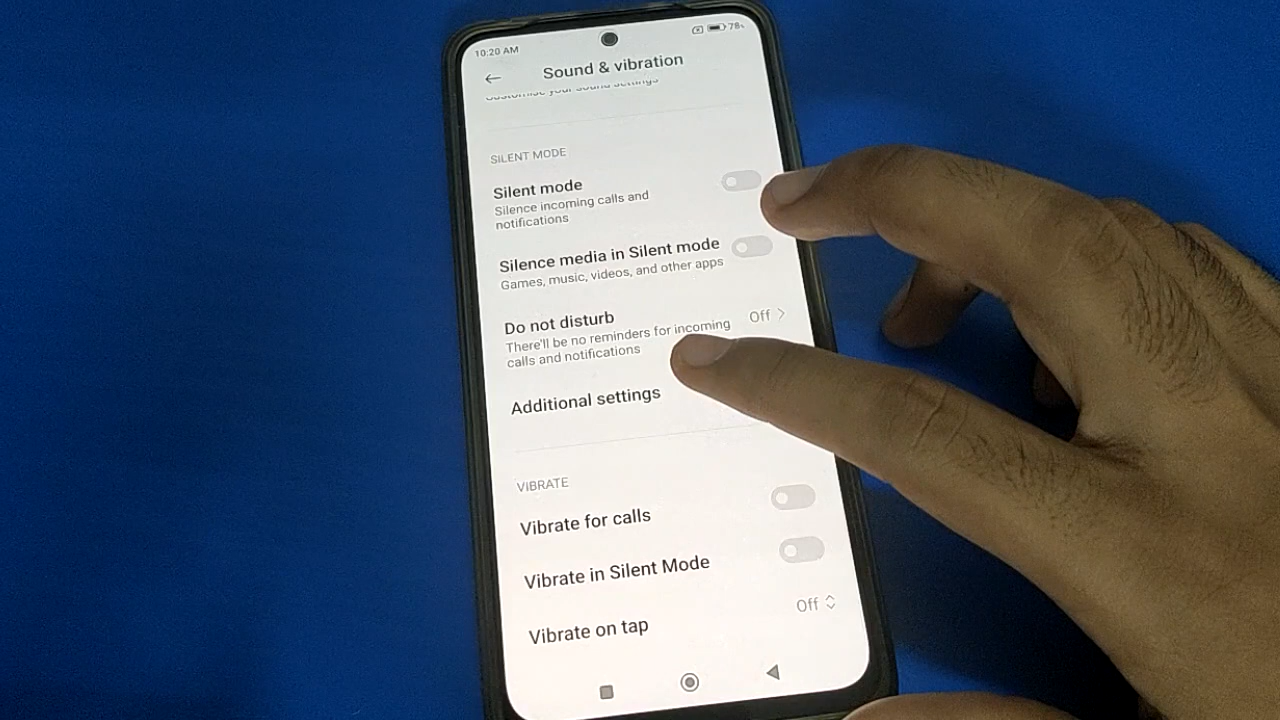 10:20 AM
78%
Sound & vibration
Customise your sound settings
SILENT MODE
Silent mode
Silence incoming calls and
notifications
Silence media in Silent mode
Games, music, videos, and other apps
Do not disturb
There'll be no reminders for incoming
calls and notifications
Off
Additional settings
VIBRATE
Vibrate for calls
Vibrate in Silent Mode
Vibrate on tap
Off